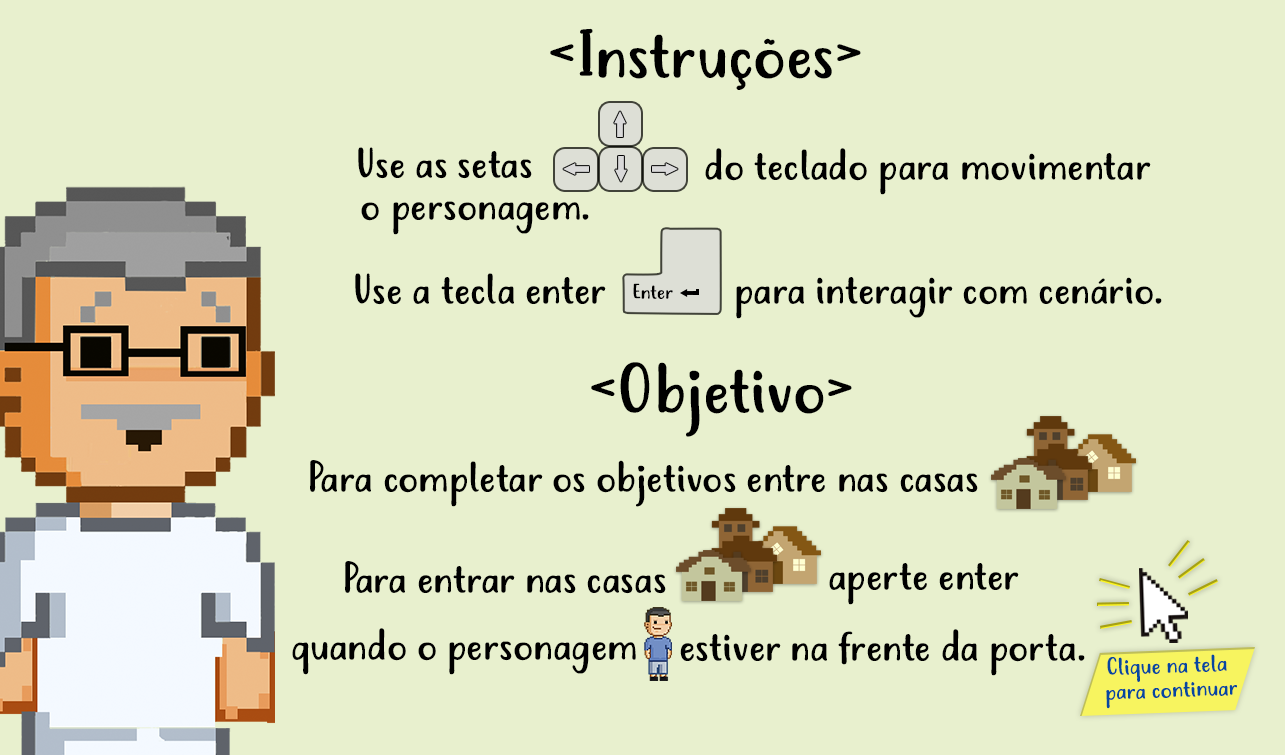 <Instruções>
Use as setas do teclado para movimentar
o personagem.
Use a tecla enter Enter para interagir com cenário.
<Objetivo>
Para completar os objetivos entre nas casas
Para entrar nas casas aperte enter
quando o personagem estiver na frente da porta.
Clique na tela
para continuar